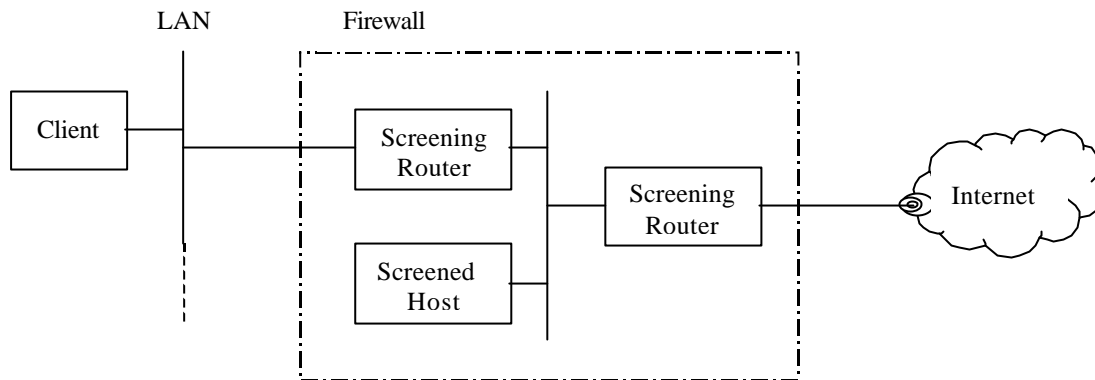 LAN
Firewall
Client
Screening
Router
Screening
Router
Internet
Screened
Host